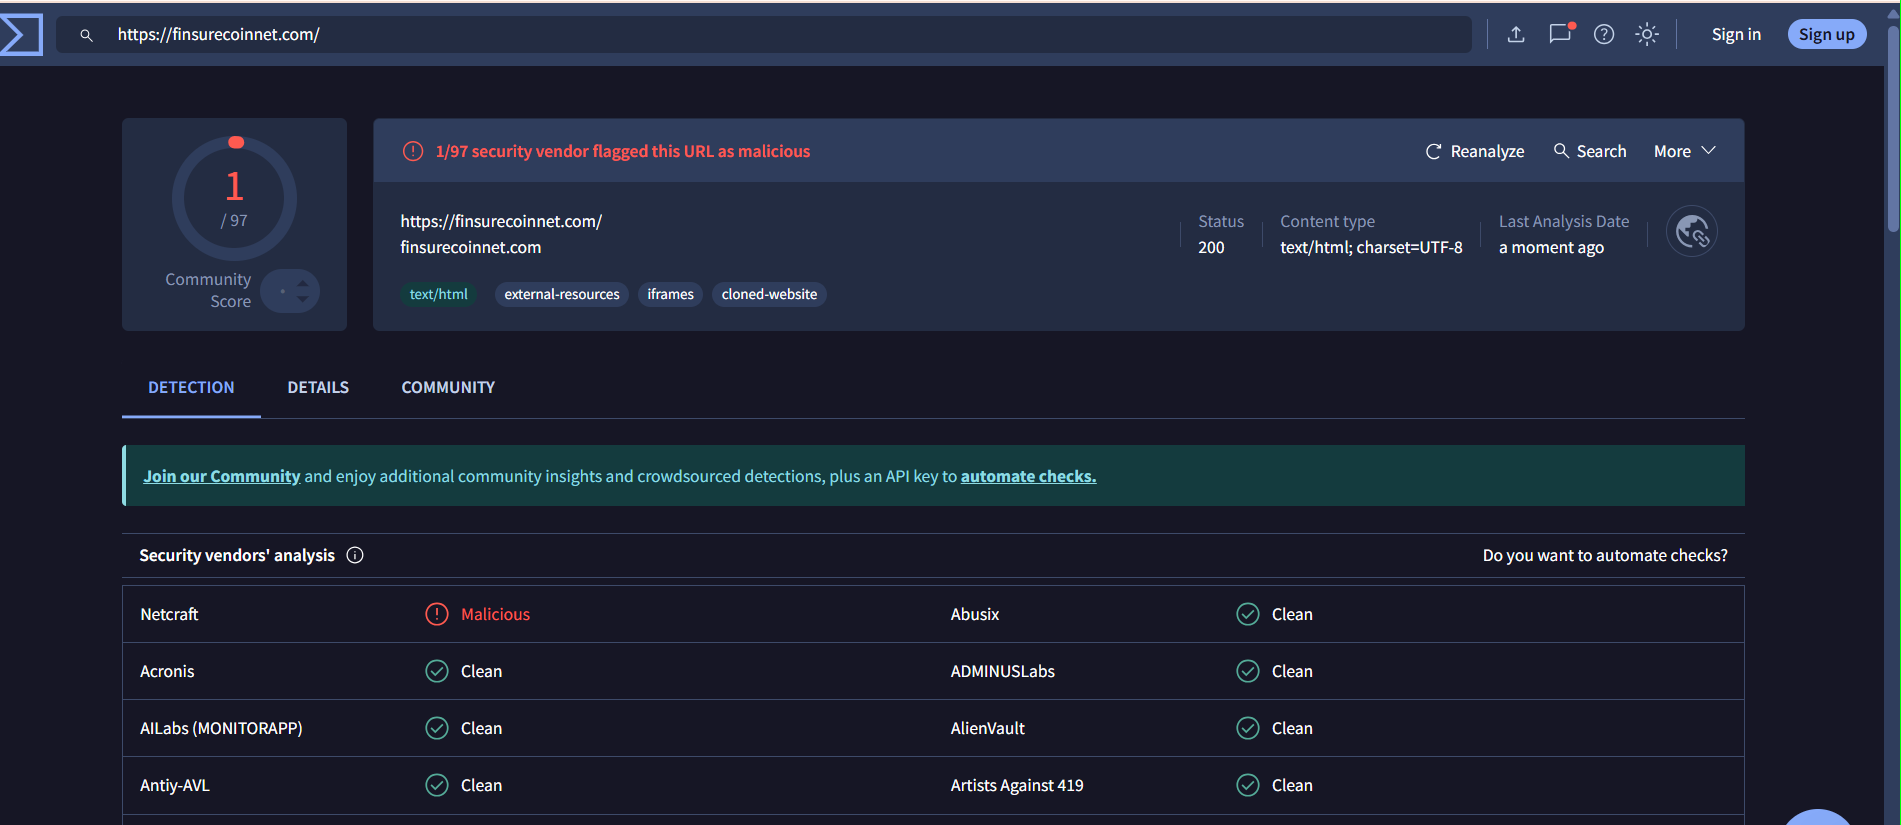 https://finsurecoinnet.com/
Sign in
Sign up
1
/ 97
Community
Score
1/97 security vendor flagged this URL as malicious
Reanalyze
Search
More
https://finsurecoinnet.com/
finsurecoinnet.com
Status
200
Content type
text/html; charset=UTF-8
Last Analysis Date
a moment ago
text/html
external-resources
iframes
cloned-website
DETECTION
DETAILS
COMMUNITY
Join our Community and enjoy additional community insights and crowdsourced detections, plus an API key to automate checks.
Security vendors' analysis
Do you want to automate checks?
Netcraft
Malicious
Abusix
Clean
Acronis
Clean
ADMINUSLabs
Clean
AILabs (MONITORAPP)
Clean
AlienVault
Clean
Antiy-AVL
Clean
Artists Against 419
Clean